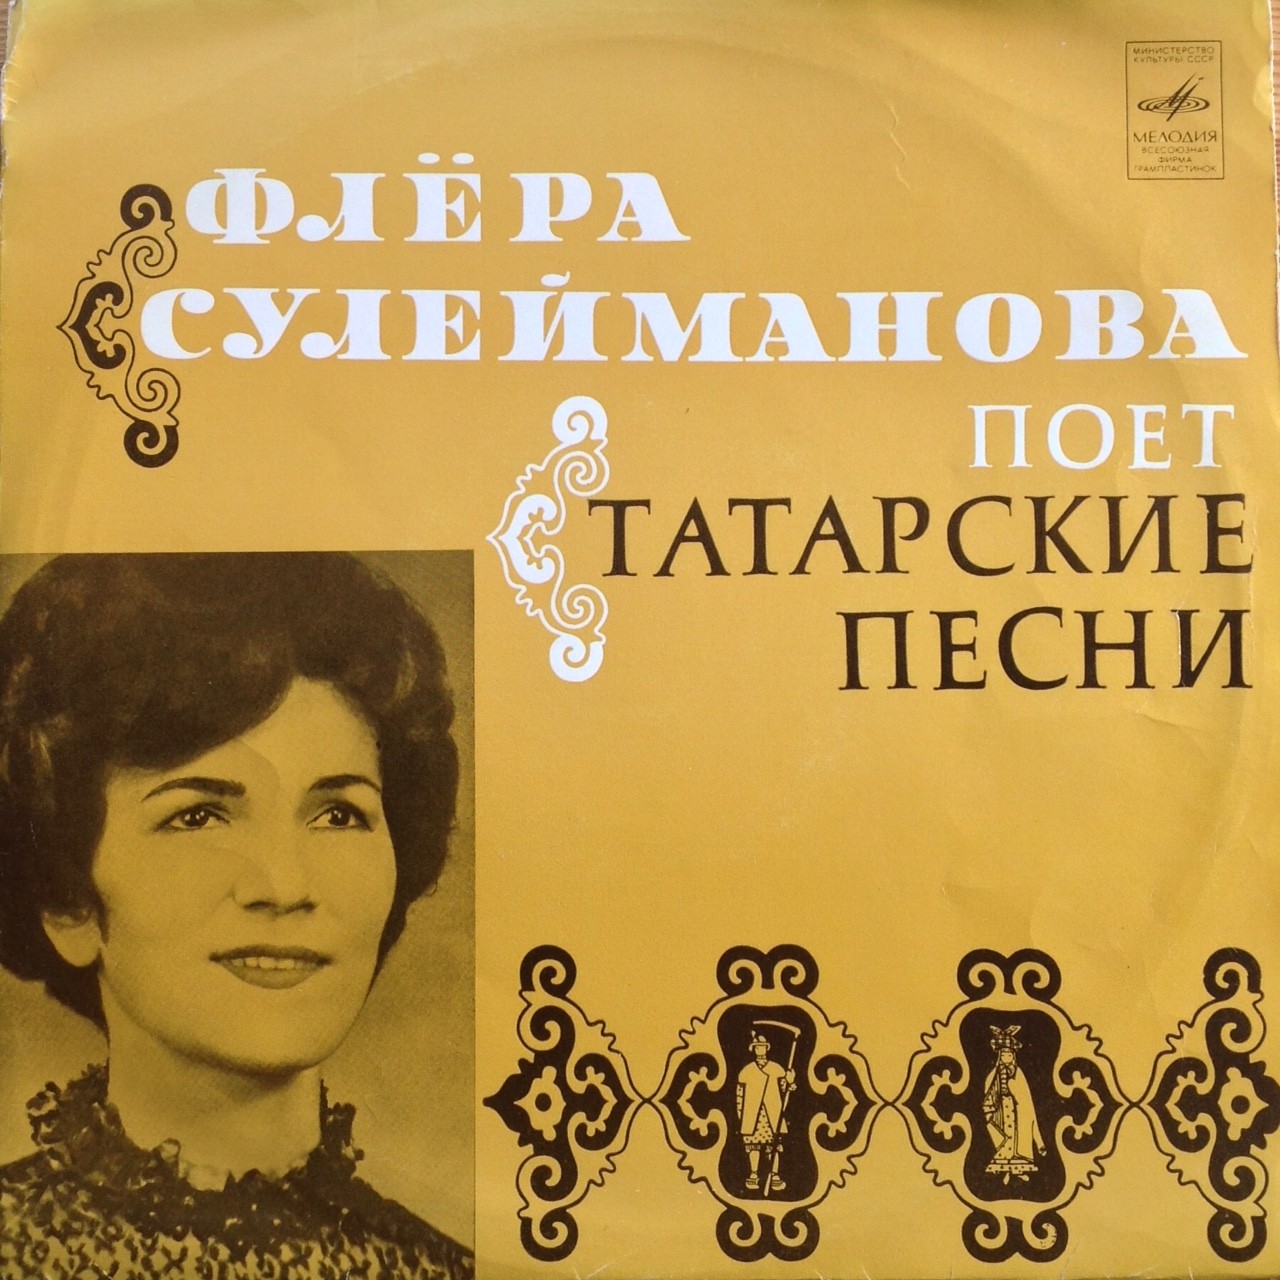 МИНИСТЕРСТВО
КУЛЬТУРЫ СССР
МЕЛОДИЯ
ВСЕСОЮЗНАЯ
ФИРМА
ГРАМПЛАСТИНОК
ФЛЁРА
СУЛЕЙМАНОВА
ПОЕТ
ТАТАРСКИЕ
ПЕСНИ